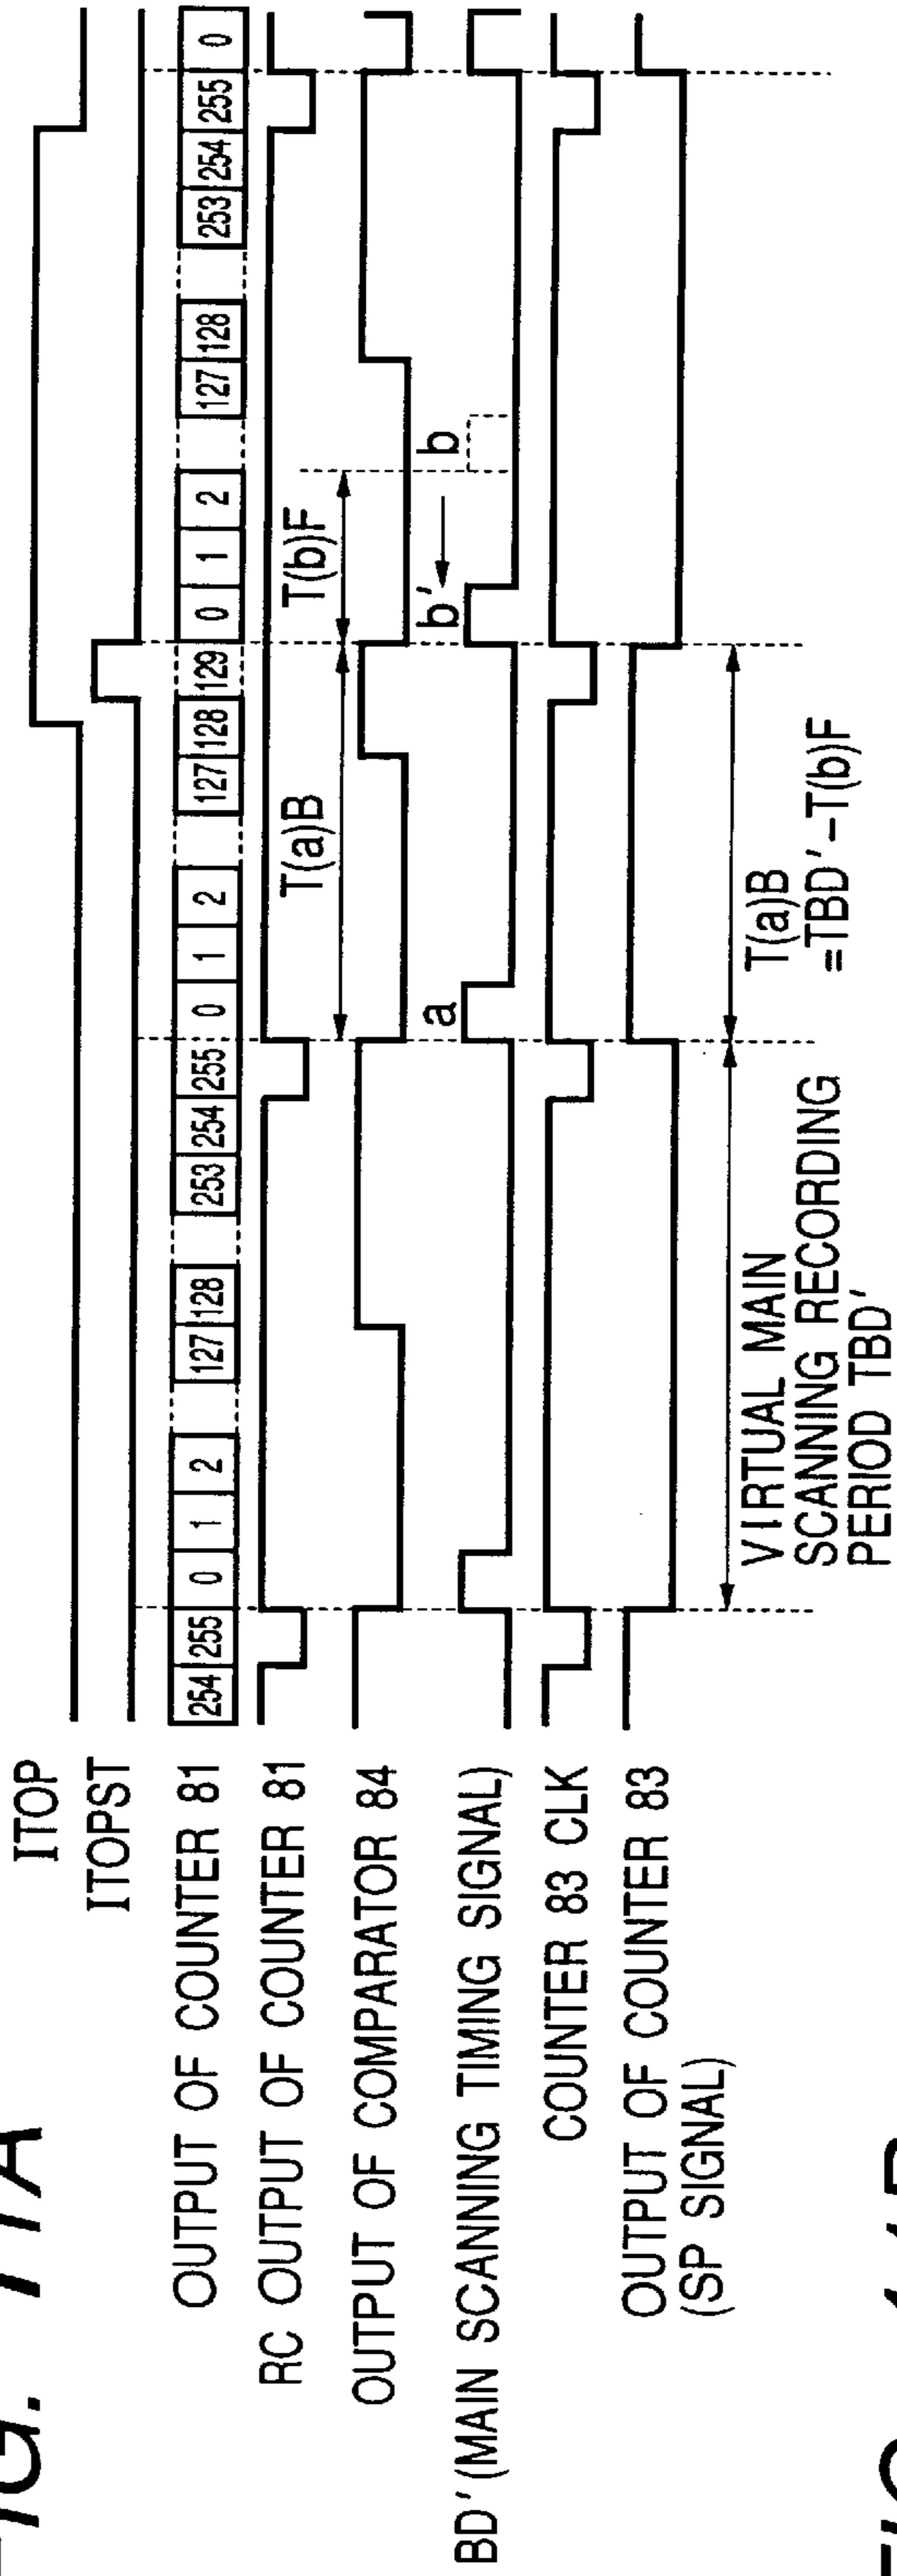 FIG. 11A
ITOP
ITOPST
OUTPUT OF COUNTER 81
254 255 0 1 2 127 128 253 254 255 0 1 2 127 128 129 0 1 2 127 128 253 254 255 0
RC OUTPUT OF COUNTER 81
T(a)B T(b)F
OUTPUT OF COMPARATOR 84
a b' b
BD'(MAIN SCANNING TIMING SIGNAL)
COUNTER 83 CLK
OUTPUT OF COUNTER 83
(SP SIGNAL)
VIRTUAL MAIN
SCANNING RECORDING
PERIOD TBD'
T(a)B
=TBD'-T(b)F